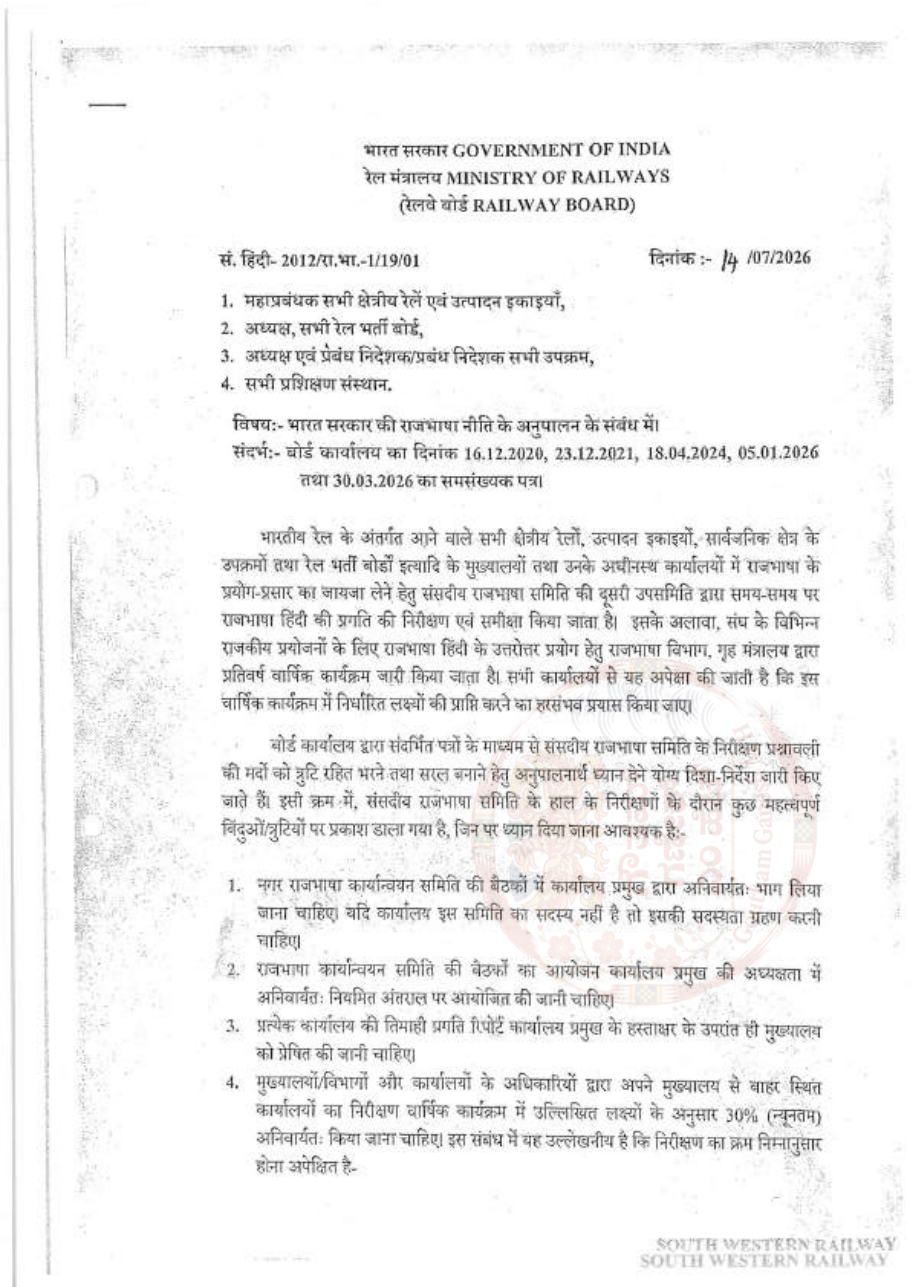 भारत सरकार GOVERNMENT OF INDIA
रेल मंत्रालय MINISTRY OF RAILWAYS
(रेलवे बोर्ड RAILWAY BOARD)
सं. हिंदी- 2012/रा.भा.-1/19/01 दिनांक :- 14 /07/2026
1. महाप्रबंधक सभी क्षेत्रीय रेलें एवं उत्पादन इकाइयाँ,
2. अध्यक्ष, सभी रेल भर्ती बोर्ड,
3. अध्यक्ष एवं प्रबंध निदेशक/प्रबंध निदेशक सभी उपक्रम,
4. सभी प्रशिक्षण संस्थान.
विषय:- भारत सरकार की राजभाषा नीति के अनुपालन के संबंध में।
संदर्भ:- बोर्ड कार्यालय का दिनांक 16.12.2020, 23.12.2021, 18.04.2024, 05.01.2026
तथा 30.03.2026 का समसंख्यक पत्र।
भारतीय रेल के अंतर्गत आने वाले सभी क्षेत्रीय रेलों, उत्पादन इकाइयों, सार्वजनिक क्षेत्र के
उपक्रमों तथा रेल भर्ती बोर्डों इत्यादि के मुख्यालयों तथा उनके अधीनस्थ कार्यालयों में राजभाषा के
प्रयोग-प्रसार का जायजा लेने हेतु संसदीय राजभाषा समिति की दूसरी उपसमिति द्वारा समय-समय पर
राजभाषा हिंदी की प्रगति की निरीक्षण एवं समीक्षा किया जाता है। इसके अलावा, संघ के विभिन्न
राजकीय प्रयोजनों के लिए राजभाषा हिंदी के उत्तरोत्तर प्रयोग हेतु राजभाषा विभाग, गृह मंत्रालय द्वारा
प्रतिवर्ष वार्षिक कार्यक्रम जारी किया जाता है। सभी कार्यालयों से यह अपेक्षा की जाती है कि इस
वार्षिक कार्यक्रम में निर्धारित लक्ष्यों की प्राप्ति करने का हरसंभव प्रयास किया जाए।
बोर्ड कार्यालय द्वारा संदर्भित पत्रों के माध्यम से संसदीय राजभाषा समिति के निरीक्षण प्रश्नावली
की मदों को त्रुटि रहित भरने तथा सरल बनाने हेतु अनुपालनार्थ ध्यान देने योग्य दिशा-निर्देश जारी किए
जाते हैं। इसी क्रम में, संसदीय राजभाषा समिति के हाल के निरीक्षणों के दौरान कुछ महत्वपूर्ण
बिंदुओं/त्रुटियों पर प्रकाश डाला गया है, जिन पर ध्यान दिया जाना आवश्यक है:-
1. नगर राजभाषा कार्यान्वयन समिति की बैठकों में कार्यालय प्रमुख द्वारा अनिवार्यतः भाग लिया
जाना चाहिए। यदि कार्यालय इस समिति का सदस्य नहीं है तो इसकी सदस्यता ग्रहण करनी
चाहिए।
2. राजभाषा कार्यान्वयन समिति की बैठकों का आयोजन कार्यालय प्रमुख की अध्यक्षता में
अनिवार्यतः नियमित अंतराल पर आयोजित की जानी चाहिए।
3. प्रत्येक कार्यालय की तिमाही प्रगति रिपोर्ट कार्यालय प्रमुख के हस्ताक्षर के उपरांत ही मुख्यालय
को प्रेषित की जानी चाहिए।
4. मुख्यालयों/विभागों और कार्यालयों के अधिकारियों द्वारा अपने मुख्यालय से बाहर स्थित
कार्यालयों का निरीक्षण वार्षिक कार्यक्रम में उल्लिखित लक्ष्यों के अनुसार 30% (न्यूनतम)
अनिवार्यतः किया जाना चाहिए। इस संबंध में यह उल्लेखनीय है कि निरीक्षण का क्रम निम्नानुसार
होना अपेक्षित है-
SOUTH WESTERN RAILWAY
SOUTH WESTERN RAILWAY